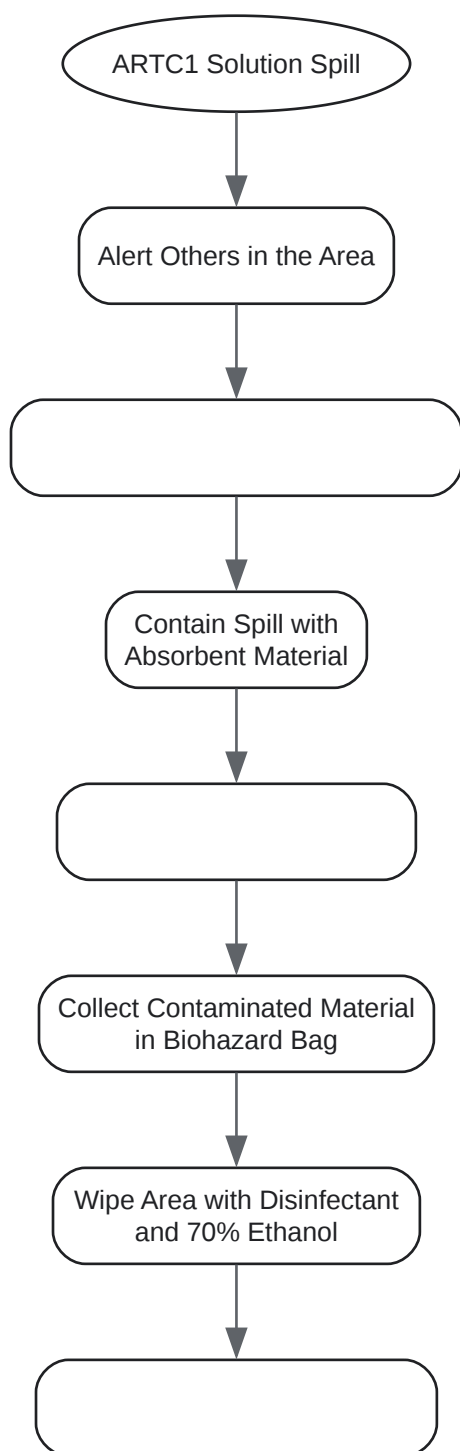 ARTC1 Solution Spill
Alert Others in the Area
Contain Spill with
Absorbent Material
Collect Contaminated Material
in Biohazard Bag
Wipe Area with Disinfectant
and 70% Ethanol